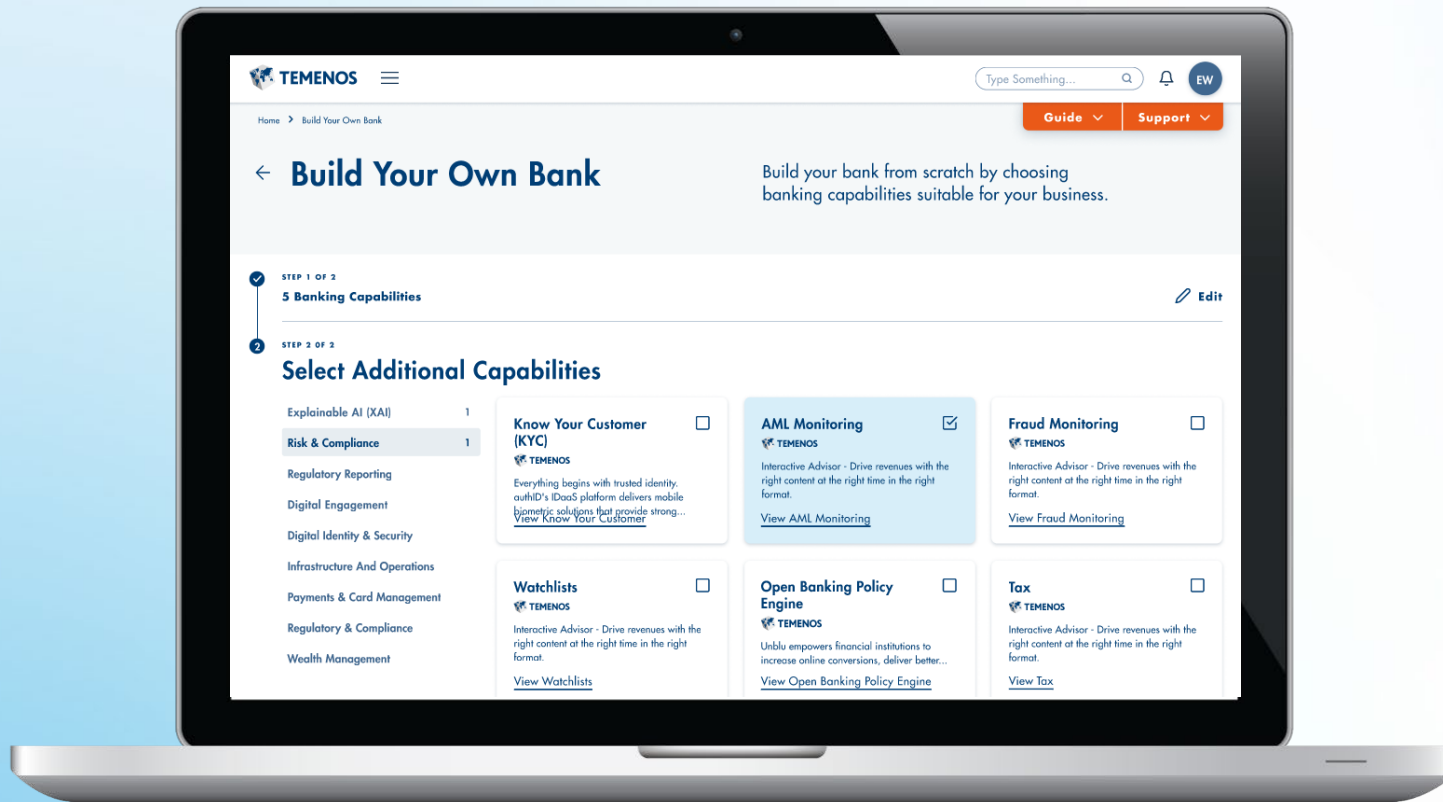 TEMENOS
Type Something...
EW
Home > Build Your Own Bank
Guide
Support
Build Your Own Bank
Build your bank from scratch by choosing
banking capabilities suitable for your business.
STEP 1 OF 2
5 Banking Capabilities
Edit
2
STEP 2 OF 2
Select Additional Capabilities
Explainable AI (XAI) 1
Risk & Compliance 1
Regulatory Reporting
Digital Engagement
Digital Identity & Security
Infrastructure And Operations
Payments & Card Management
Regulatory & Compliance
Wealth Management
Know Your Customer
(KYC)
TEMENOS
Everything begins with trusted identity.
authID's IDaaS platform delivers mobile
biometric solutions that provide strong...
View Know Your Customer
AML Monitoring
TEMENOS
Interactive Advisor - Drive revenues with the
right content at the right time in the right
format.
View AML Monitoring
Fraud Monitoring
TEMENOS
Interactive Advisor - Drive revenues with the
right content at the right time in the right
format.
View Fraud Monitoring
Watchlists
TEMENOS
Interactive Advisor - Drive revenues with the
right content at the right time in the right
format.
View Watchlists
Open Banking Policy
Engine
TEMENOS
Unblu empowers financial institutions to
increase online conversions, deliver better...
View Open Banking Policy Engine
Tax
TEMENOS
Interactive Advisor - Drive revenues with the
right content at the right time in the right
format.
View Tax